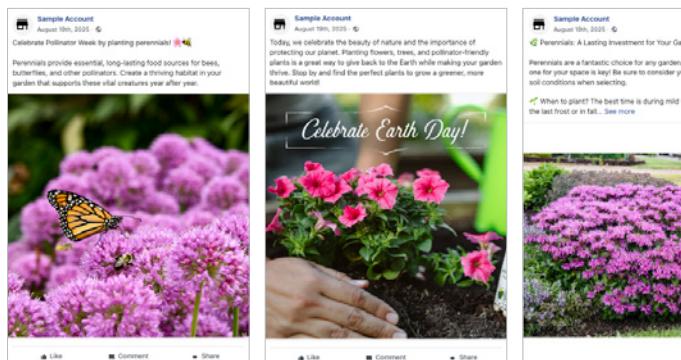 Sample Account
August 19th, 2025 ·
Celebrate Pollinator Week by planting perennials! 🌸🐝
Perennials provide essential, long-lasting food sources for bees,
butterflies, and other pollinators. Create a thriving habitat in your
garden that supports these vital creatures year after year.
Like Comment Share
Sample Account
August 19th, 2025 ·
Today, we celebrate the beauty of nature and the importance of
protecting our planet. Planting flowers, trees, and pollinator-friendly
plants is a great way to give back to the Earth while making your garden
thrive. Stop by and find the perfect plants to grow a greener, more
beautiful world!
Celebrate Earth Day!
Like Comment Share
Sample Account
August 19th, 2025 ·
🌿 Perennials: A Lasting Investment for Your Ga
Perennials are a fantastic choice for any garden
one for your space is key! Be sure to consider y
soil conditions when selecting.
🌱 When to plant? The best time is during mild
the last frost or in fall... See more